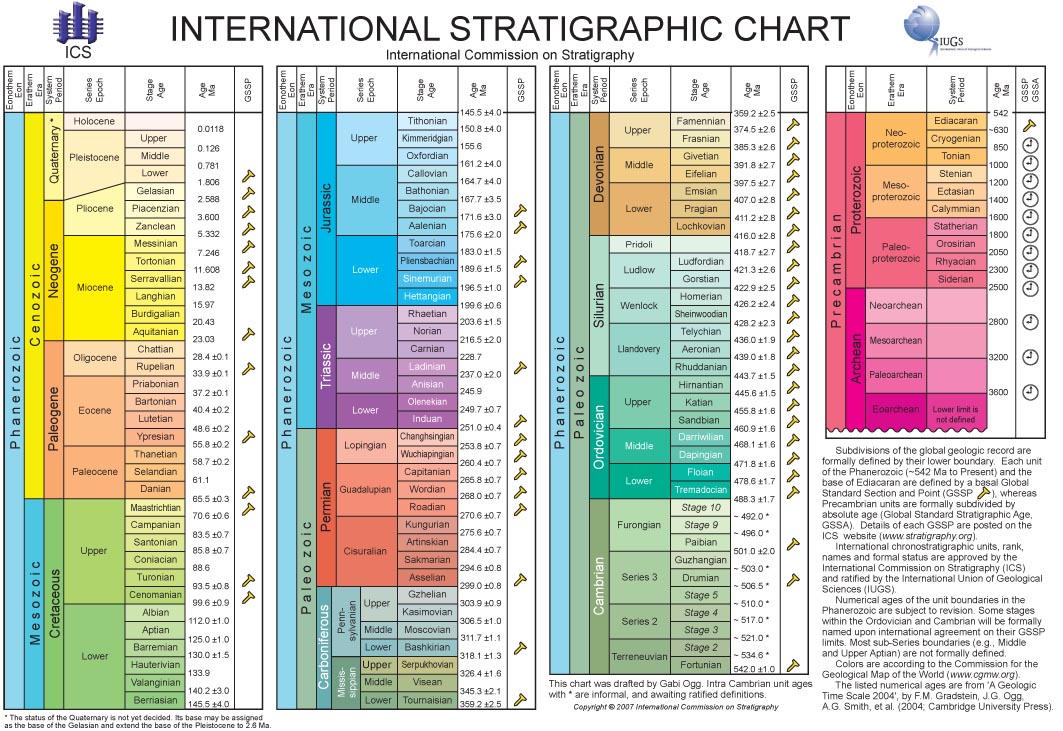 ICS
INTERNATIONAL STRATIGRAPHIC CHART
International Commission on Stratigraphy
IUGS
Eonothem Eon
Erathem Era
System Period
Series Epoch
Stage Age
Age Ma
GSSP
Phanerozoic
Cenozoic
Mesozoic
Quaternary *
Neogene
Paleogene
Cretaceous
Holocene
0.0118
Pleistocene
Upper
0.126
Middle
0.781
Lower
1.806
Pliocene
Gelasian
2.588
Piacenzian
3.600
Zanclean
5.332
Miocene
Messinian
7.246
Tortonian
11.608
Serravallian
13.82
Langhian
15.97
Burdigalian
20.43
Aquitanian
23.03
Oligocene
Chattian
28.4 ±0.1
Rupelian
33.9 ±0.1
Eocene
Priabonian
37.2 ±0.1
Bartonian
40.4 ±0.2
Lutetian
48.6 ±0.2
Ypresian
55.8 ±0.2
Paleocene
Thanetian
58.7 ±0.2
Selandian
61.1
Danian
65.5 ±0.3
Upper
Maastrichtian
70.6 ±0.6
Campanian
83.5 ±0.7
Santonian
85.8 ±0.7
Coniacian
88.6
Turonian
93.5 ±0.8
Cenomanian
99.6 ±0.9
Lower
Albian
112.0 ±1.0
Aptian
125.0 ±1.0
Barremian
130.0 ±1.5
Hauterivian
133.9
Valanginian
140.2 ±3.0
Berriasian
145.5 ±4.0
* The status of the Quaternary is not yet decided. Its base may be assigned
as the base of the Gelasian and extend the base of the Pleistocene to 2.6 Ma.
Eonothem Eon
Erathem Era
System Period
Series Epoch
Stage Age
Age Ma
GSSP
Phanerozoic
Mesozoic
Paleozoic
Jurassic
Triassic
Permian
Carboniferous
145.5 ±4.0
Upper
Tithonian
150.8 ±4.0
Kimmeridgian
155.6
Oxfordian
161.2 ±4.0
Middle
Callovian
164.7 ±4.0
Bathonian
167.7 ±3.5
Bajocian
171.6 ±3.0
Aalenian
175.6 ±2.0
Lower
Toarcian
183.0 ±1.5
Pliensbachian
189.6 ±1.5
Sinemurian
196.5 ±1.0
Hettangian
199.6 ±0.6
Upper
Rhaetian
203.6 ±1.5
Norian
216.5 ±2.0
Carnian
228.7
Middle
Ladinian
237.0 ±2.0
Anisian
245.9
Lower
Olenekian
249.7 ±0.7
Induan
251.0 ±0.4
Lopingian
Changhsingian
253.8 ±0.7
Wuchiapingian
260.4 ±0.7
Guadalupian
Capitanian
265.8 ±0.7
Wordian
268.0 ±0.7
Roadian
270.6 ±0.7
Cisuralian
Kungurian
275.6 ±0.7
Artinskian
284.4 ±0.7
Sakmarian
294.6 ±0.8
Asselian
299.0 ±0.8
Penn-sylvanian
Upper
Gzhelian
303.9 ±0.9
Kasimovian
306.5 ±1.0
Middle
Moscovian
311.7 ±1.1
Lower
Bashkirian
318.1 ±1.3
Missis-sippian
Upper
Serpukhovian
326.4 ±1.6
Middle
Visean
345.3 ±2.1
Lower
Tournaisian
359.2 ±2.5
Eonothem Eon
Erathem Era
System Period
Series Epoch
Stage Age
Age Ma
GSSP
Phanerozoic
Paleozoic
Devonian
Silurian
Ordovician
Cambrian
359.2 ±2.5
Upper
Famennian
374.5 ±2.6
Frasnian
385.3 ±2.6
Middle
Givetian
391.8 ±2.7
Eifelian
397.5 ±2.7
Lower
Emsian
407.0 ±2.8
Pragian
411.2 ±2.8
Lochkovian
416.0 ±2.8
Pridoli
418.7 ±2.7
Ludlow
Ludfordian
421.3 ±2.6
Gorstian
422.9 ±2.5
Wenlock
Homerian
426.2 ±2.4
Sheinwoodian
428.2 ±2.3
Llandovery
Telychian
436.0 ±1.9
Aeronian
439.0 ±1.8
Rhuddanian
443.7 ±1.5
Upper
Hirnantian
445.6 ±1.5
Katian
455.8 ±1.6
Sandbian
460.9 ±1.6
Middle
Darriwilian
468.1 ±1.6
Dapingian
471.8 ±1.6
Lower
Floian
478.6 ±1.7
Tremadocian
488.3 ±1.7
Furongian
Stage 10
~ 492.0 *
Stage 9
~ 496.0 *
Paibian
501.0 ±2.0
Series 3
Guzhangian
~ 503.0 *
Drumian
~ 506.5 *
Stage 5
~ 510.0 *
Series 2
Stage 4
~ 517.0 *
Stage 3
~ 521.0 *
Terreneuvian
Stage 2
~ 534.6 *
Fortunian
542.0 ±1.0
This chart was drafted by Gabi Ogg. Intra Cambrian unit ages
with * are informal, and awaiting ratified definitions.
Copyright © 2007 International Commission on Stratigraphy
Eonothem Eon
Erathem Era
System Period
Age Ma
GSSP GSSA
Precambrian
Proterozoic
Archean
542
Neo-proterozoic
Ediacaran
~630
Cryogenian
850
Tonian
1000
Meso-proterozoic
Stenian
1200
Ectasian
1400
Calymmian
1600
Paleo-proterozoic
Statherian
1800
Orosirian
2050
Rhyacian
2300
Siderian
2500
Neoarchean
2800
Mesoarchean
3200
Paleoarchean
3600
Eoarchean
Lower limit is
not defined
Subdivisions of the global geologic record are
formally defined by their lower boundary. Each unit
of the Phanerozoic (~542 Ma to Present) and the
base of Ediacaran are defined by a basal Global
Standard Section and Point (GSSP ), whereas
Precambrian units are formally subdivided by
absolute age (Global Standard Stratigraphic Age,
GSSA). Details of each GSSP are posted on the
ICS website (www.stratigraphy.org).
International chronostratigraphic units, rank,
names and formal status are approved by the
International Commission on Stratigraphy (ICS)
and ratified by the International Union of Geological
Sciences (IUGS).
Numerical ages of the unit boundaries in the
Phanerozoic are subject to revision. Some stages
within the Ordovician and Cambrian will be formally
named upon international agreement on their GSSP
limits. Most sub-Series boundaries (e.g., Middle
and Upper Aptian) are not formally defined.
Colors are according to the Commission for the
Geological Map of the World (www.cgmw.org).
The listed numerical ages are from 'A Geologic
Time Scale 2004', by F.M. Gradstein, J.G. Ogg,
A.G. Smith, et al. (2004; Cambridge University Press).